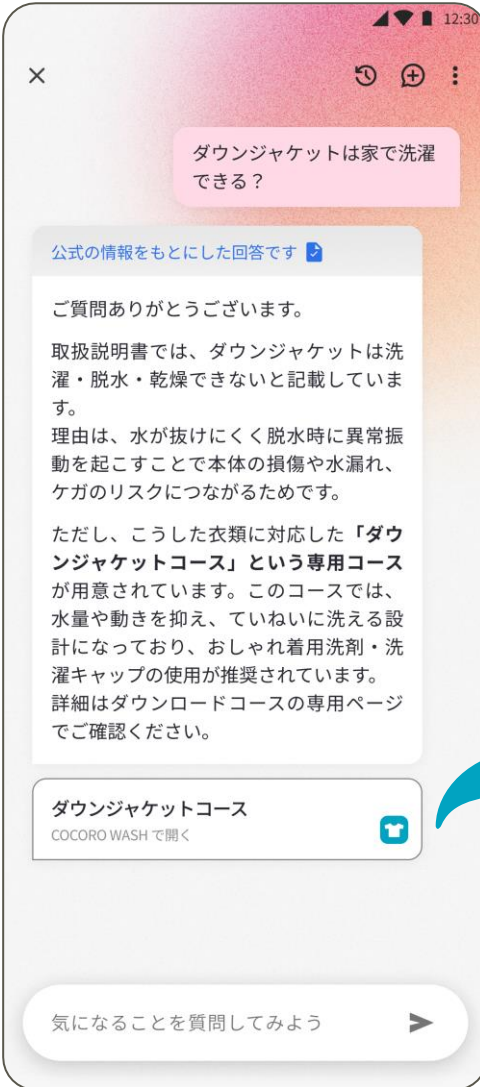 12:30
ダウンジャケットは家で洗濯
できる？
公式の情報をもとにした回答です
ご質問ありがとうございます。
取扱説明書では、ダウンジャケットは洗
濯・脱水・乾燥できないと記載していま
す。
理由は、水が抜けにくく脱水時に異常振
動を起こすことで本体の損傷や水漏れ、
ケガのリスクにつながるためです。
ただし、こうした衣類に対応した「ダウ
ンジャケットコース」という専用コース
が用意されています。このコースでは、
水量や動きを抑え、ていねいに洗える設
計になっており、おしゃれ着用洗剤・洗
濯キャップの使用が推奨されています。
詳細はダウンロードコースの専用ページ
でご確認ください。
ダウンジャケットコース
COCORO WASH で開く
気になることを質問してみよう